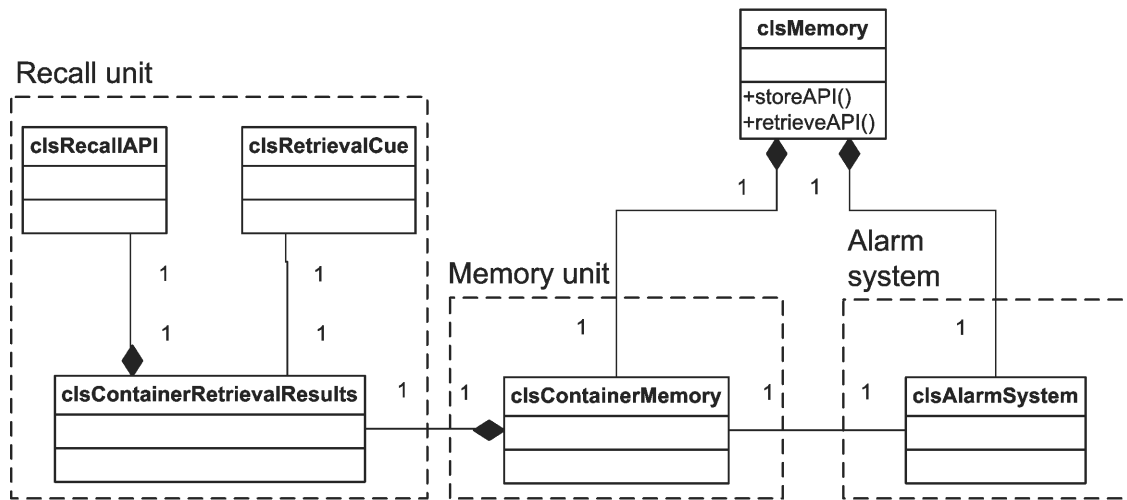 clsMemory
+storeAPI()
+retrieveAPI()
1
1
Recall unit
clsRecallAPI
clsRetrievalCue
1
1
1
1
clsContainerRetrievalResults
1
Memory unit
1
1
clsContainerMemory
1
Alarm
system
1
1
clsAlarmSystem